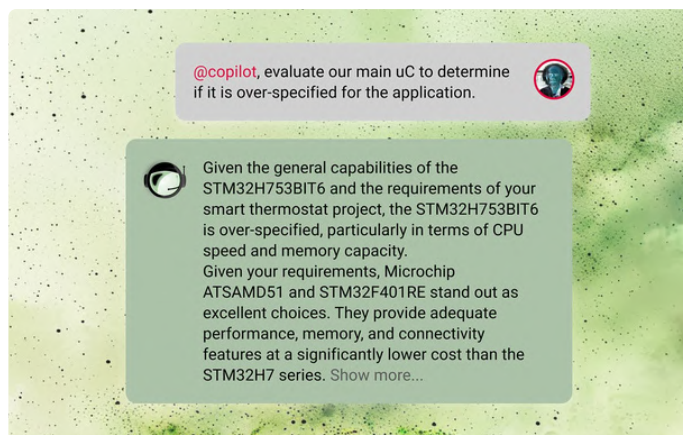 @copilot, evaluate our main uC to determine
if it is over-specified for the application.
Given the general capabilities of the
STM32H753BIT6 and the requirements of your
smart thermostat project, the STM32H753BIT6
is over-specified, particularly in terms of CPU
speed and memory capacity.
Given your requirements, Microchip
ATSAMD51 and STM32F401RE stand out as
excellent choices. They provide adequate
performance, memory, and connectivity
features at a significantly lower cost than the
STM32H7 series. Show more...